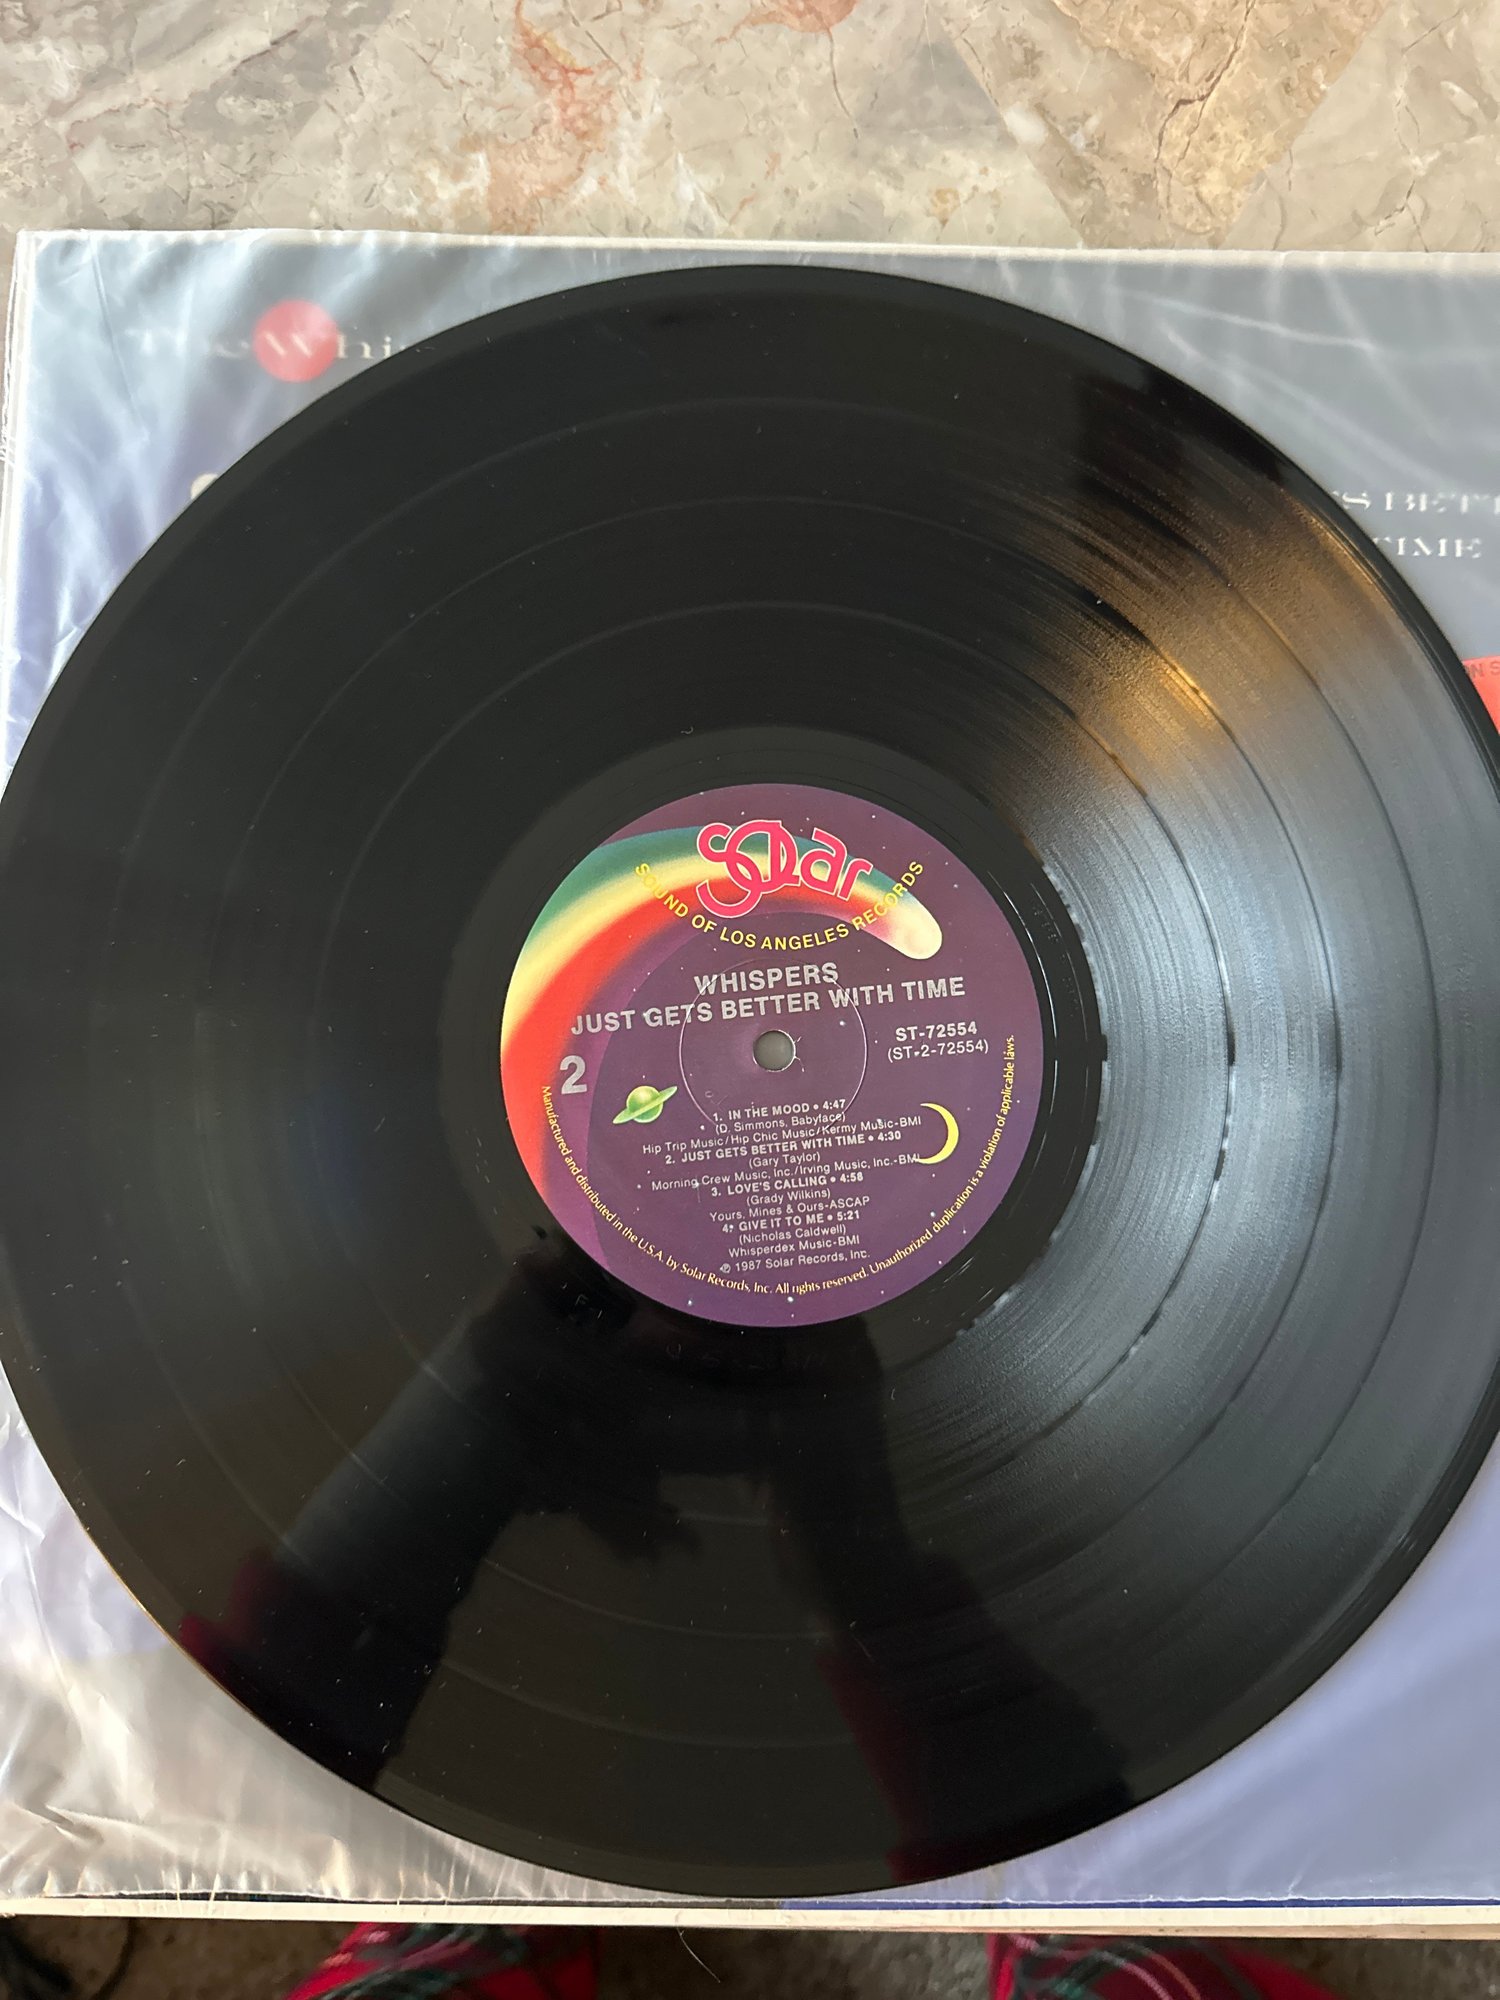 The Whis
S BETT
TIME
ON S
Solar
SOUND OF LOS ANGELES RECORDS
WHISPERS
JUST GETS BETTER WITH TIME
ST-72554
(ST-2-72554)
2
1. IN THE MOOD • 4:47
(D. Simmons, Babyface)
Hip Trip Music/Hip Chic Music/Kermy Music-BMI
2. JUST GETS BETTER WITH TIME • 4:30
(Gary Taylor)
Morning Crew Music, Inc./Irving Music, Inc.-BMI
3. LOVE'S CALLING • 4:58
(Grady Wilkins)
Yours, Mines & Ours-ASCAP
4. GIVE IT TO ME • 5:21
(Nicholas Caldwell)
Whisperdex Music-BMI
℗ 1987 Solar Records, Inc.
Manufactured and distributed in the U.S.A. by Solar Records, Inc. All rights reserved. Unauthorized duplication is a violation of applicable laws.